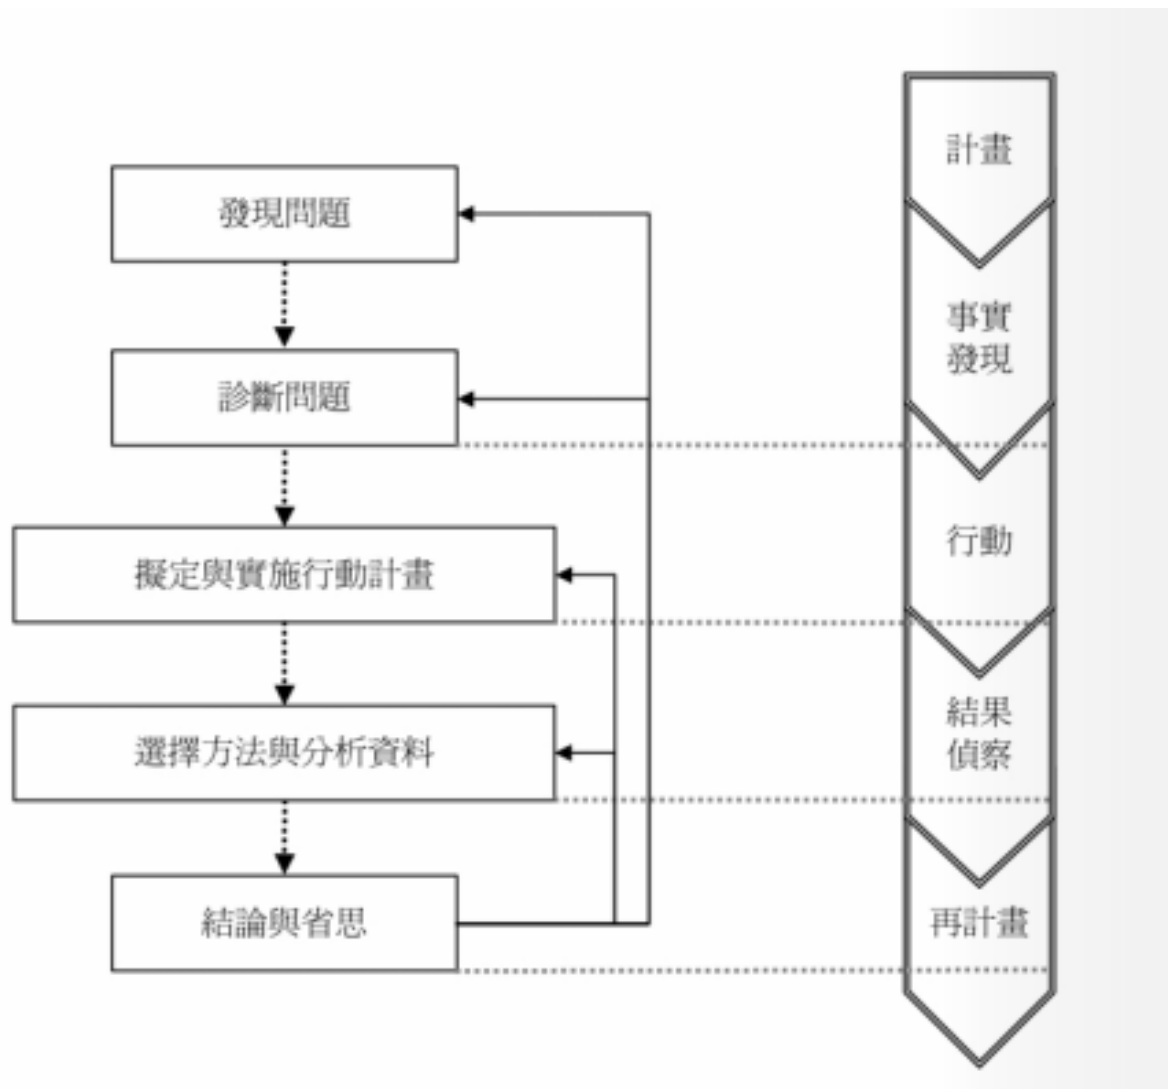 發現問題
診斷問題
擬定與實施行動計畫
選擇方法與分析資料
結論與省思
計畫
事實
發現
行動
結果
偵察
再計畫